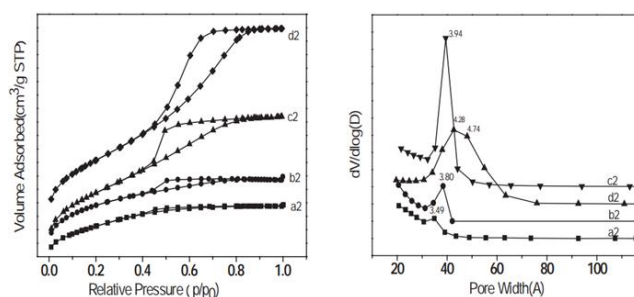 Volume Adsorbed(cm³/g STP)
d2
c2
b2
a2
0.0 0.2 0.4 0.6 0.8 1.0
Relative Pressure ( p/p0)
dV/dlog(D)
3.94
4.28
4.74
3.80
3.49
c2
d2
b2
a2
20 40 60 80 100
Pore Width(A)